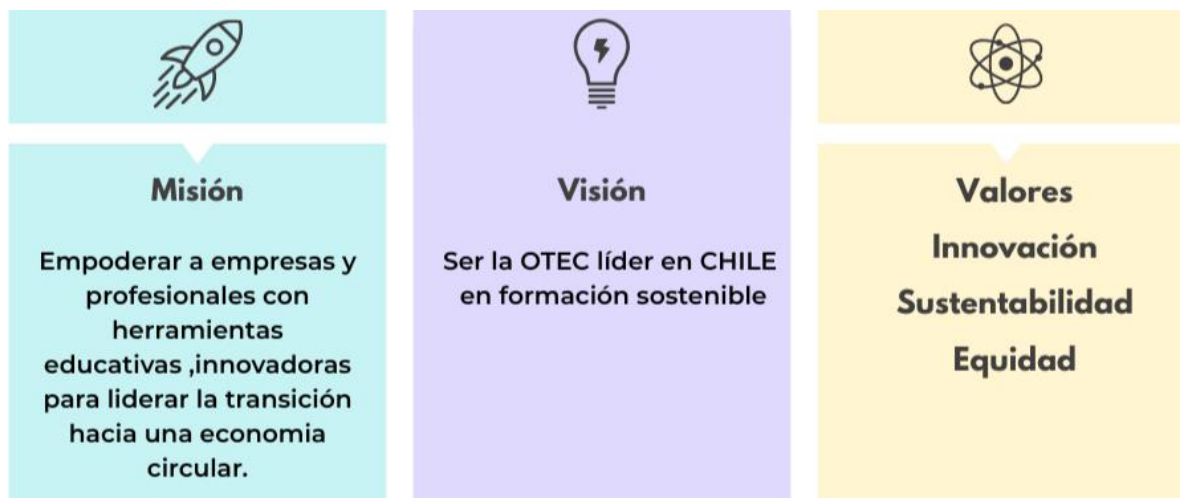 Misión
Empoderar a empresas y
profesionales con
herramientas
educativas ,innovadoras
para liderar la transición
hacia una economia
circular.
Visión
Ser la OTEC líder en CHILE
en formación sostenible
Valores
Innovación
Sustentabilidad
Equidad